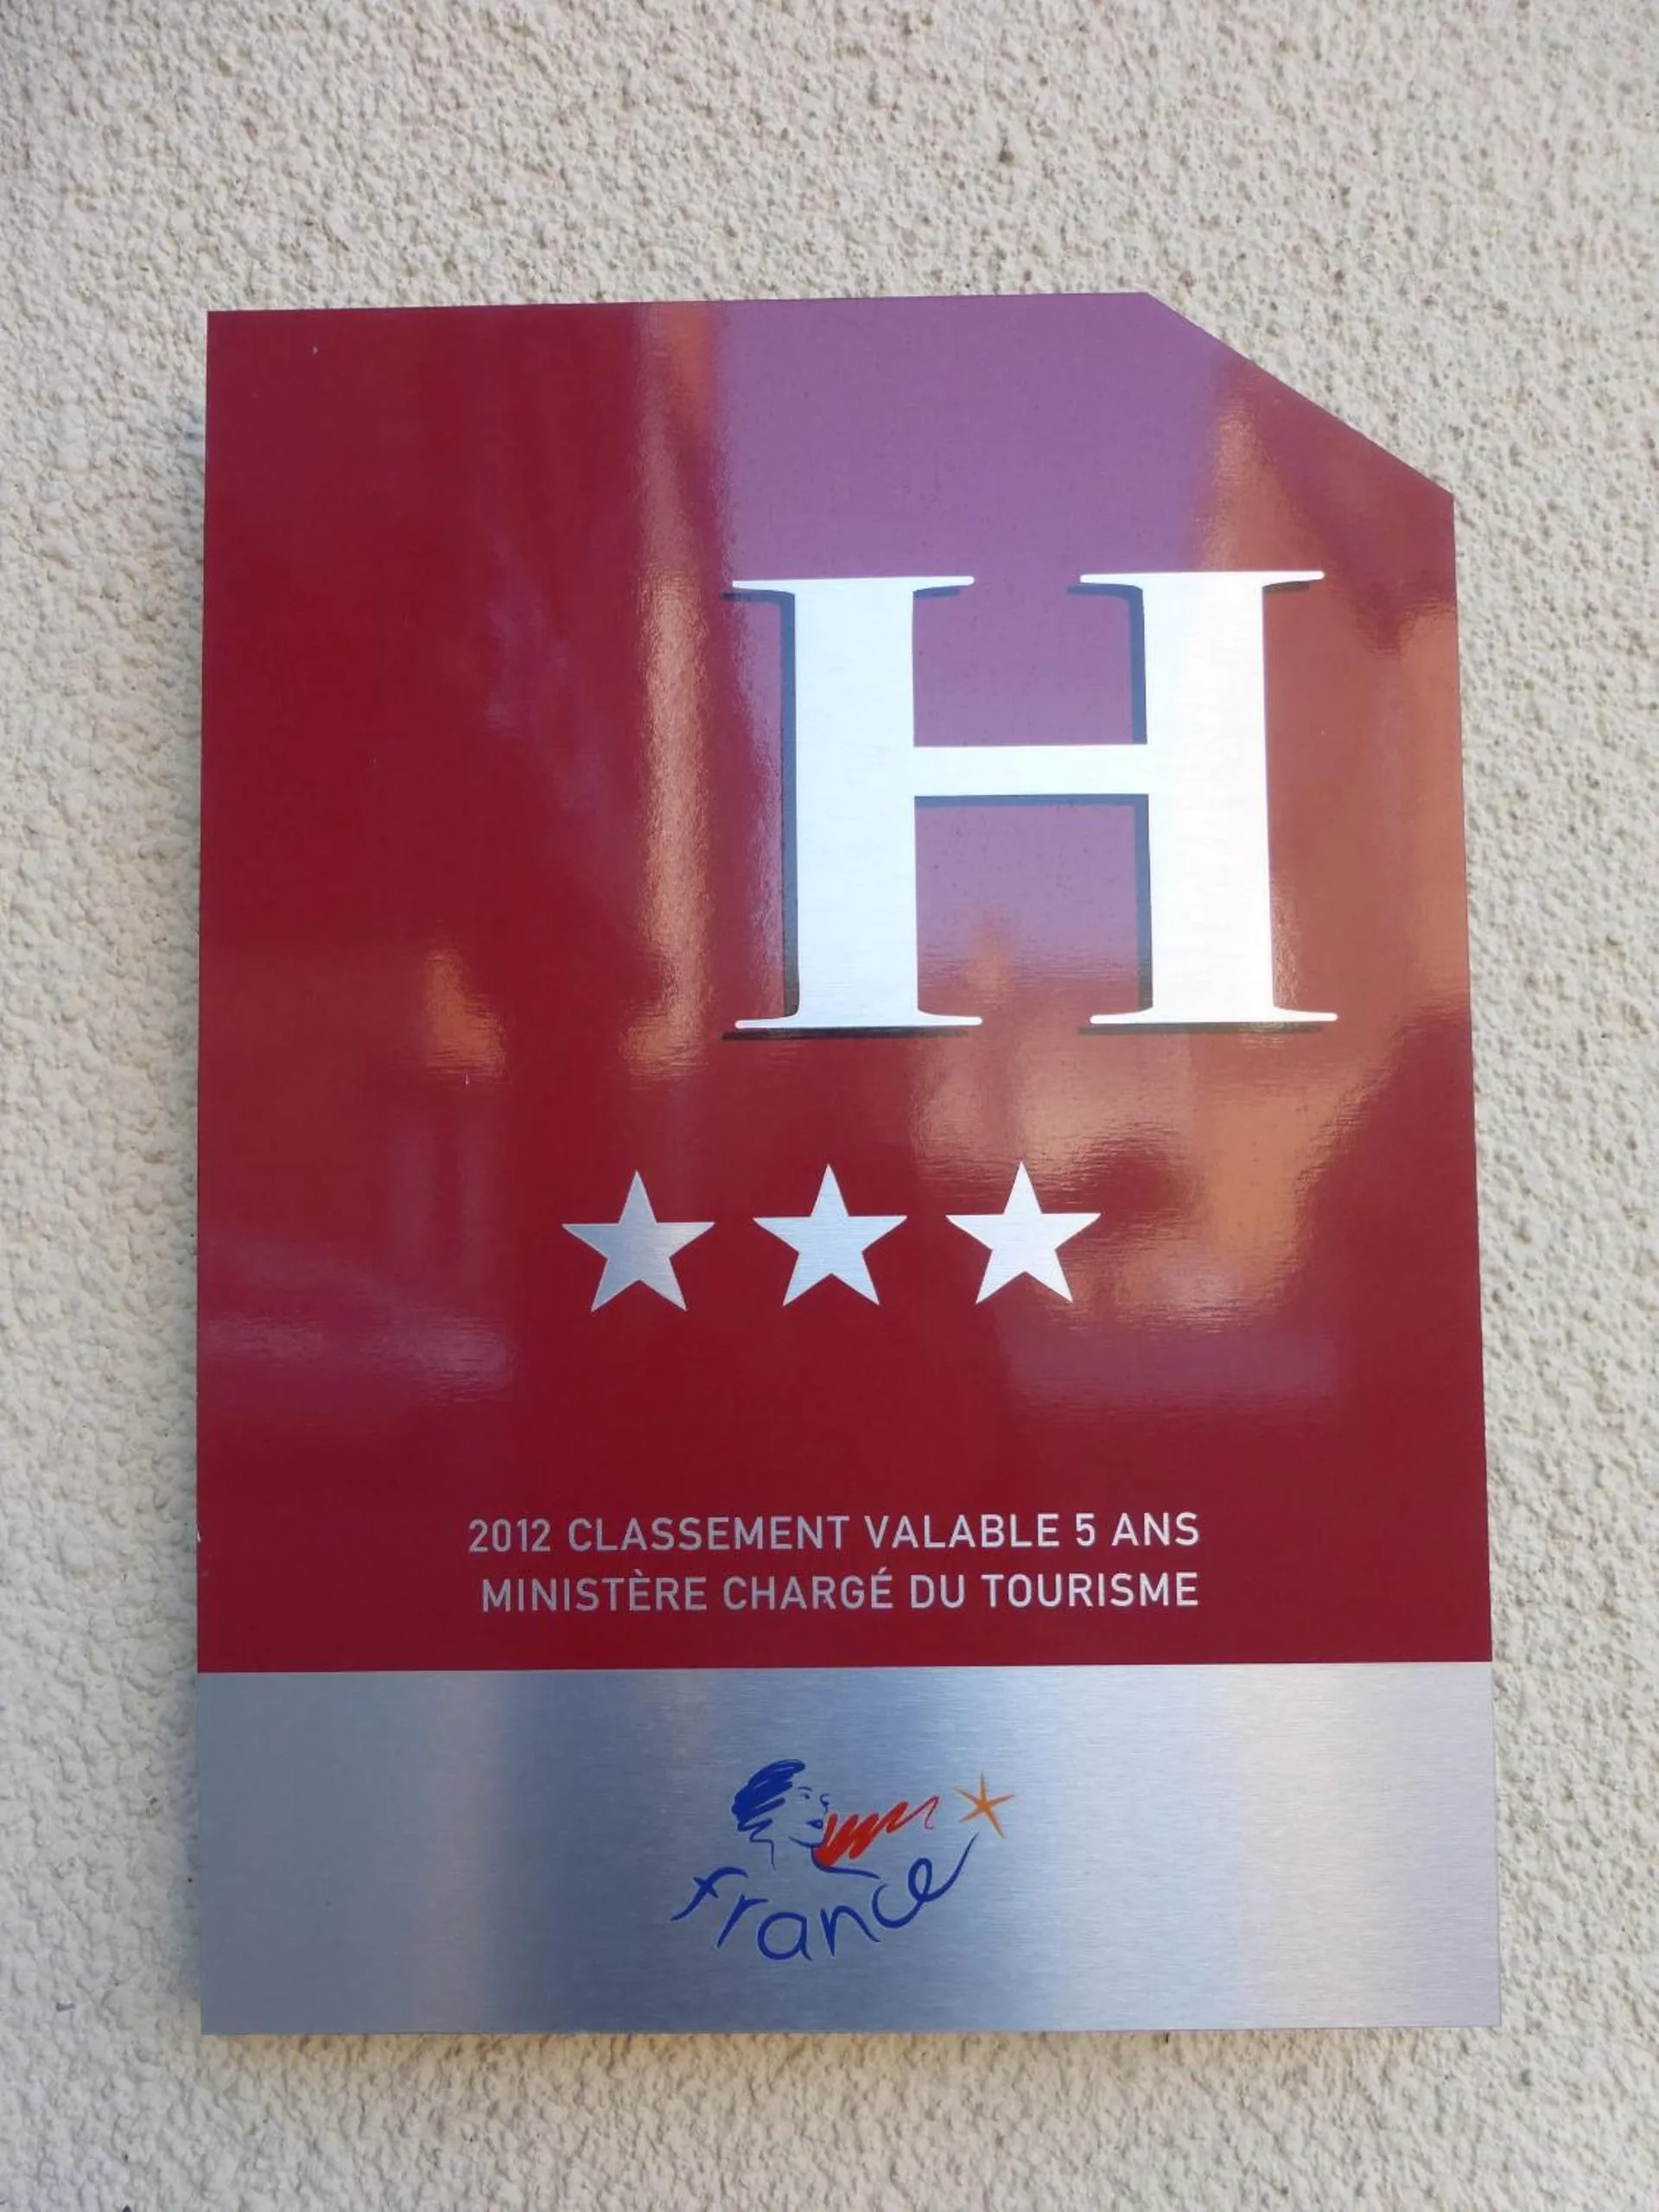 H
2012 CLASSEMENT VALABLE 5 ANS
MINISTÈRE CHARGÉ DU TOURISME
france